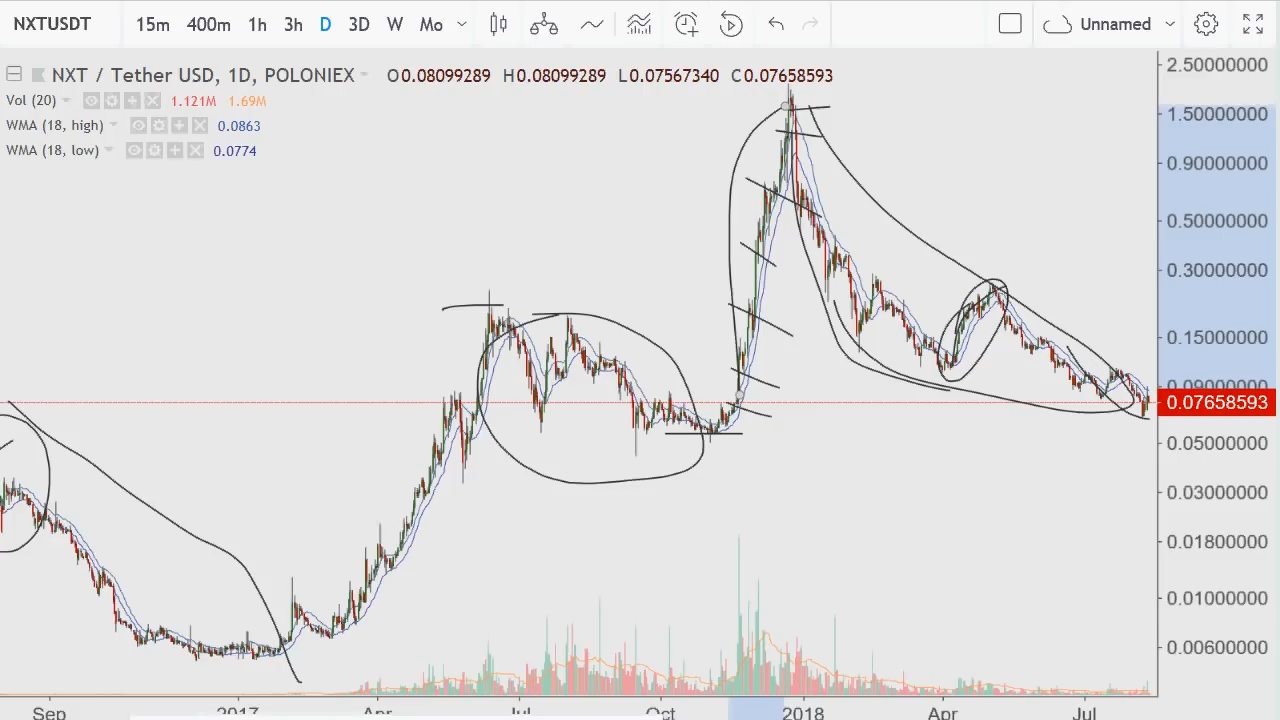 NXTUSDT 15m 400m 1h 3h D 3D W Mo Unnamed
NXT / Tether USD, 1D, POLONIEX O0.08099289 H0.08099289 L0.07567340 C0.07658593
Vol (20) 1.121M 1.69M
WMA (18, high) 0.0863
WMA (18, low) 0.0774
2.50000000
1.50000000
0.90000000
0.50000000
0.30000000
0.15000000
0.09000000
0.07658593
0.05000000
0.03000000
0.01800000
0.01000000
0.00600000
Sep 2017 Apr Jul Oct 2018 Apr Jul